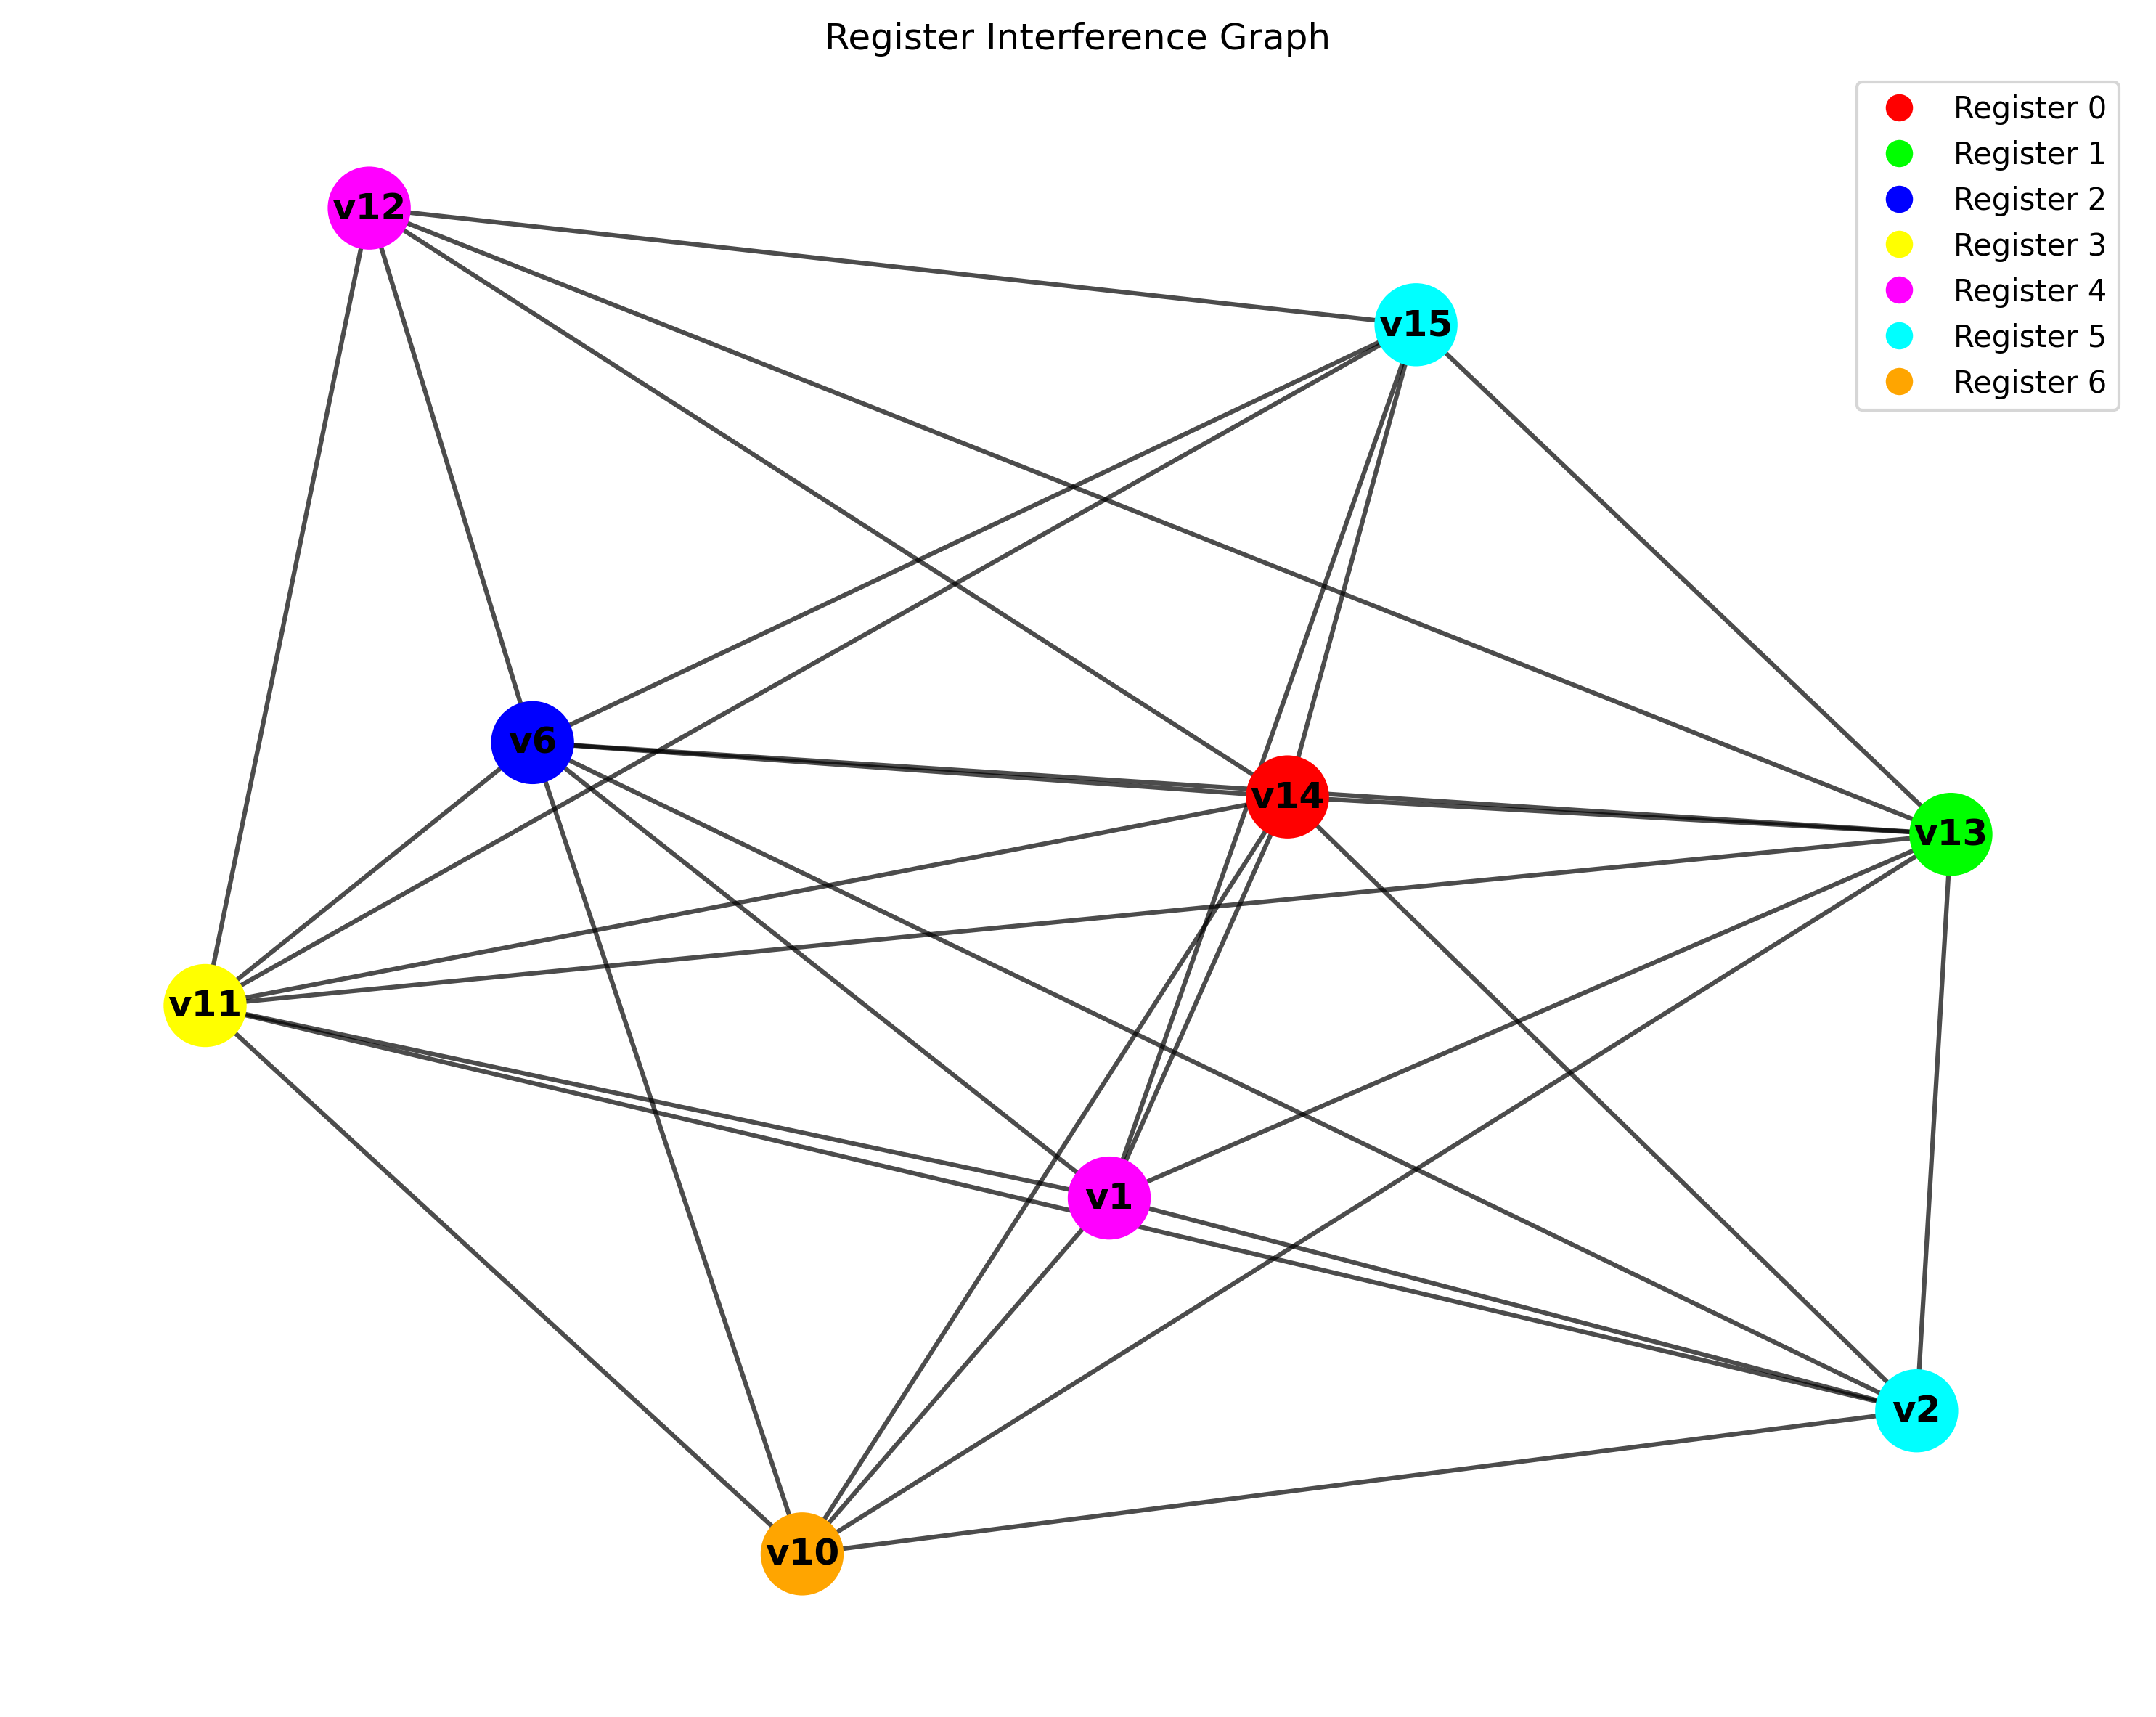 Register Interference Graph
Register 0
Register 1
Register 2
Register 3
Register 4
Register 5
Register 6
v12
v15
v6
v14
v13
v11
v1
v2
v10